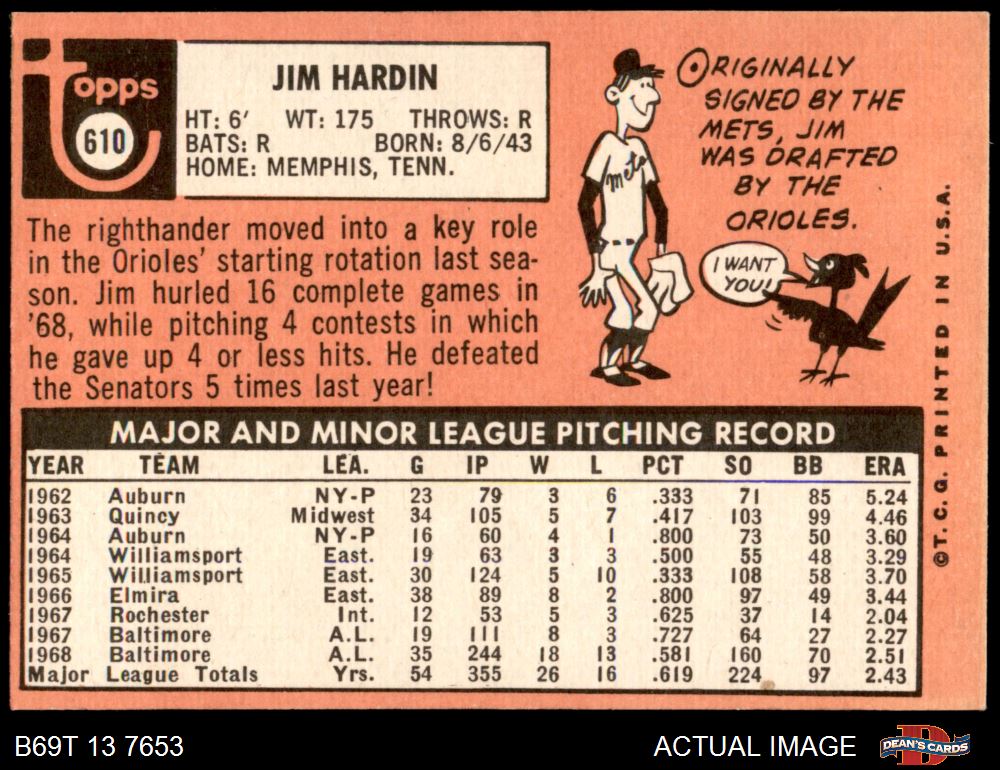 Topps
610
JIM HARDIN
HT: 6' WT: 175 THROWS: R
BATS: R BORN: 8/6/43
HOME: MEMPHIS, TENN.
The righthander moved into a key role
in the Orioles' starting rotation last sea-
son. Jim hurled 16 complete games in
'68, while pitching 4 contests in which
he gave up 4 or less hits. He defeated
the Senators 5 times last year!
ORIGINALLY
SIGNED BY THE
METS, JIM
WAS DRAFTED
BY THE
ORIOLES.
mets
I WANT
YOU!
©T. C. G. PRINTED IN U.S.A.
MAJOR AND MINOR LEAGUE PITCHING RECORD
YEAR TEAM LEA. G IP W L PCT SO BB ERA
1962 Auburn NY-P 23 79 3 6 .333 71 85 5.24
1963 Quincy Midwest 34 105 5 7 .417 103 99 4.46
1964 Auburn NY-P 16 60 4 1 .800 73 50 3.60
1964 Williamsport East. 19 63 3 3 .500 55 48 3.29
1965 Williamsport East. 30 124 5 10 .333 108 58 3.70
1966 Elmira East. 38 89 8 2 .800 97 49 3.44
1967 Rochester Int. 12 53 5 3 .625 37 14 2.04
1967 Baltimore A.L. 19 111 8 3 .727 64 27 2.27
1968 Baltimore A.L. 35 244 18 13 .581 160 70 2.51
Major League Totals Yrs. 54 355 26 16 .619 224 97 2.43
B69T 13 7653
ACTUAL IMAGE
D
DEAN'S CARDS